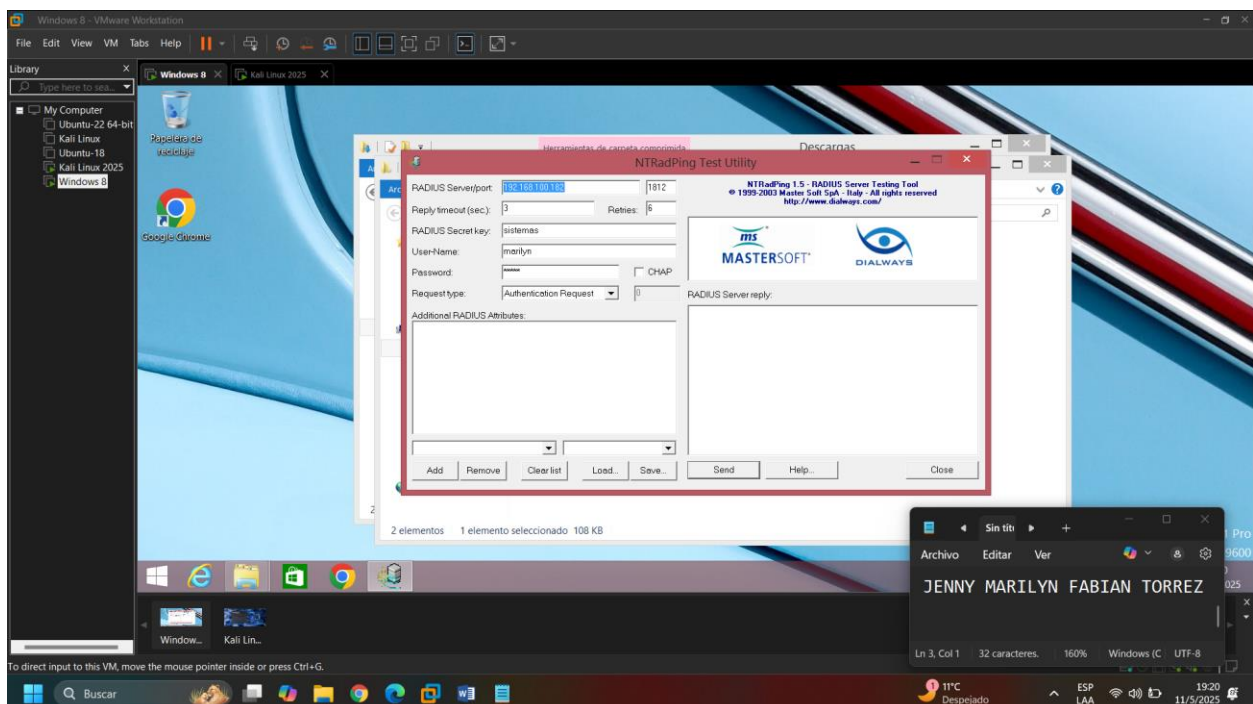 Windows 8 - VMware Workstation
File Edit View VM Tabs Help
Library X
Type here to sea...
Windows 8 X Kali Linux 2025 X
My Computer
Ubuntu-22 64-bit
Kali Linux
Ubuntu-18
Kali Linux 2025
Windows 8
Papelera de
reciclaje
Google Chrome
Herramientas de carpeta comprimida
Descargas
NTRadPing Test Utility
RADIUS Server/port: 192.168.100.182 1812
Reply timeout (sec.): 3 Retries: 6
RADIUS Secret key: sistemas
User-Name: marilyn
Password: ****** CHAP
Request type: Authentication Request 0
Additional RADIUS Attributes:
NTRadPing 1.5 - RADIUS Server Testing Tool
© 1999-2003 Master Soft SpA - Italy - All rights reserved
http://www.dialways.com/
ms
MASTERSOFT
DIALWAYS
RADIUS Server reply:
Add Remove Clear list Load... Save... Send Help... Close
2 elementos 1 elemento seleccionado 108 KB
1 Pro
9600
025
Sin títu
Archivo Editar Ver
JENNY MARILYN FABIAN TORREZ
Ln 3, Col 1 32 caracteres. 160% Windows (C UTF-8
Window... Kali Lin...
To direct input to this VM, move the mouse pointer inside or press Ctrl+G.
Buscar
1 11°C
Despejado
ESP
LAA
19:20
11/5/2025